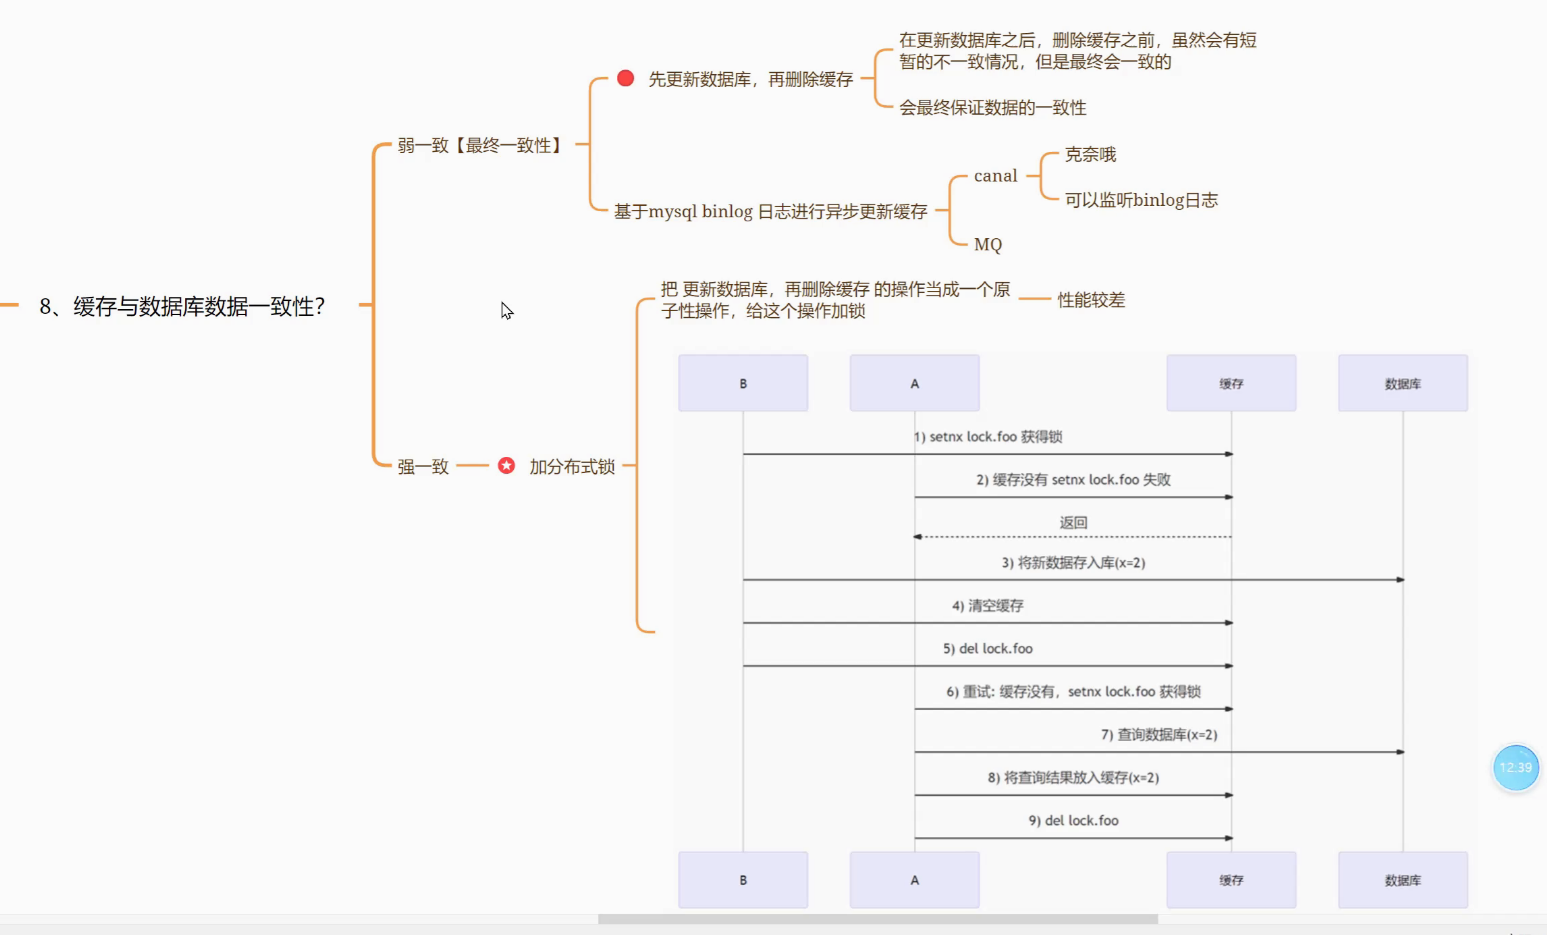 在更新数据库之后，删除缓存之前，虽然会有短
暂的不一致情况，但是最终会一致的
先更新数据库，再删除缓存
会最终保证数据的一致性
弱一致【最终一致性】
克奈哦
canal
可以监听binlog日志
基于mysql binlog 日志进行异步更新缓存
MQ
8、缓存与数据库数据一致性？
把 更新数据库，再删除缓存 的操作当成一个原
子性操作，给这个操作加锁
性能较差
强一致
加分布式锁
B
A
缓存
数据库
1) setnx lock.foo 获得锁
2) 缓存没有 setnx lock.foo 失败
返回
3) 将新数据存入库(x=2)
4) 清空缓存
5) del lock.foo
6) 重试: 缓存没有，setnx lock.foo 获得锁
7) 查询数据库(x=2)
8) 将查询结果放入缓存(x=2)
9) del lock.foo
B
A
缓存
数据库
12:39